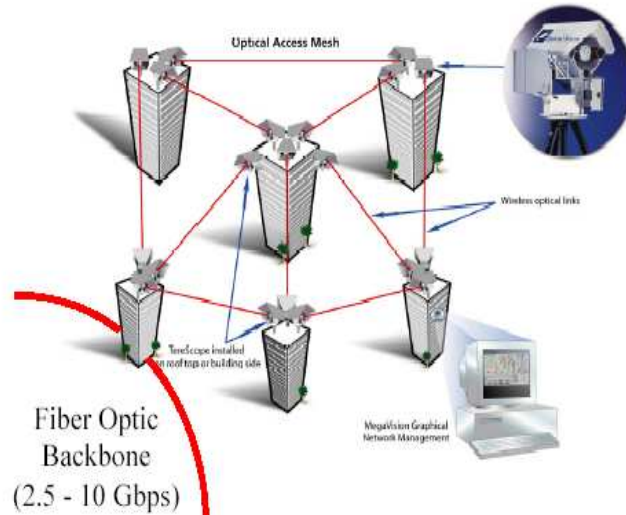 Optical Access Mesh
Wireless optical links
TereScope installed
on roof top or building side
MegaVision Graphical
Network Management
Fiber Optic
Backbone
(2.5 - 10 Gbps)